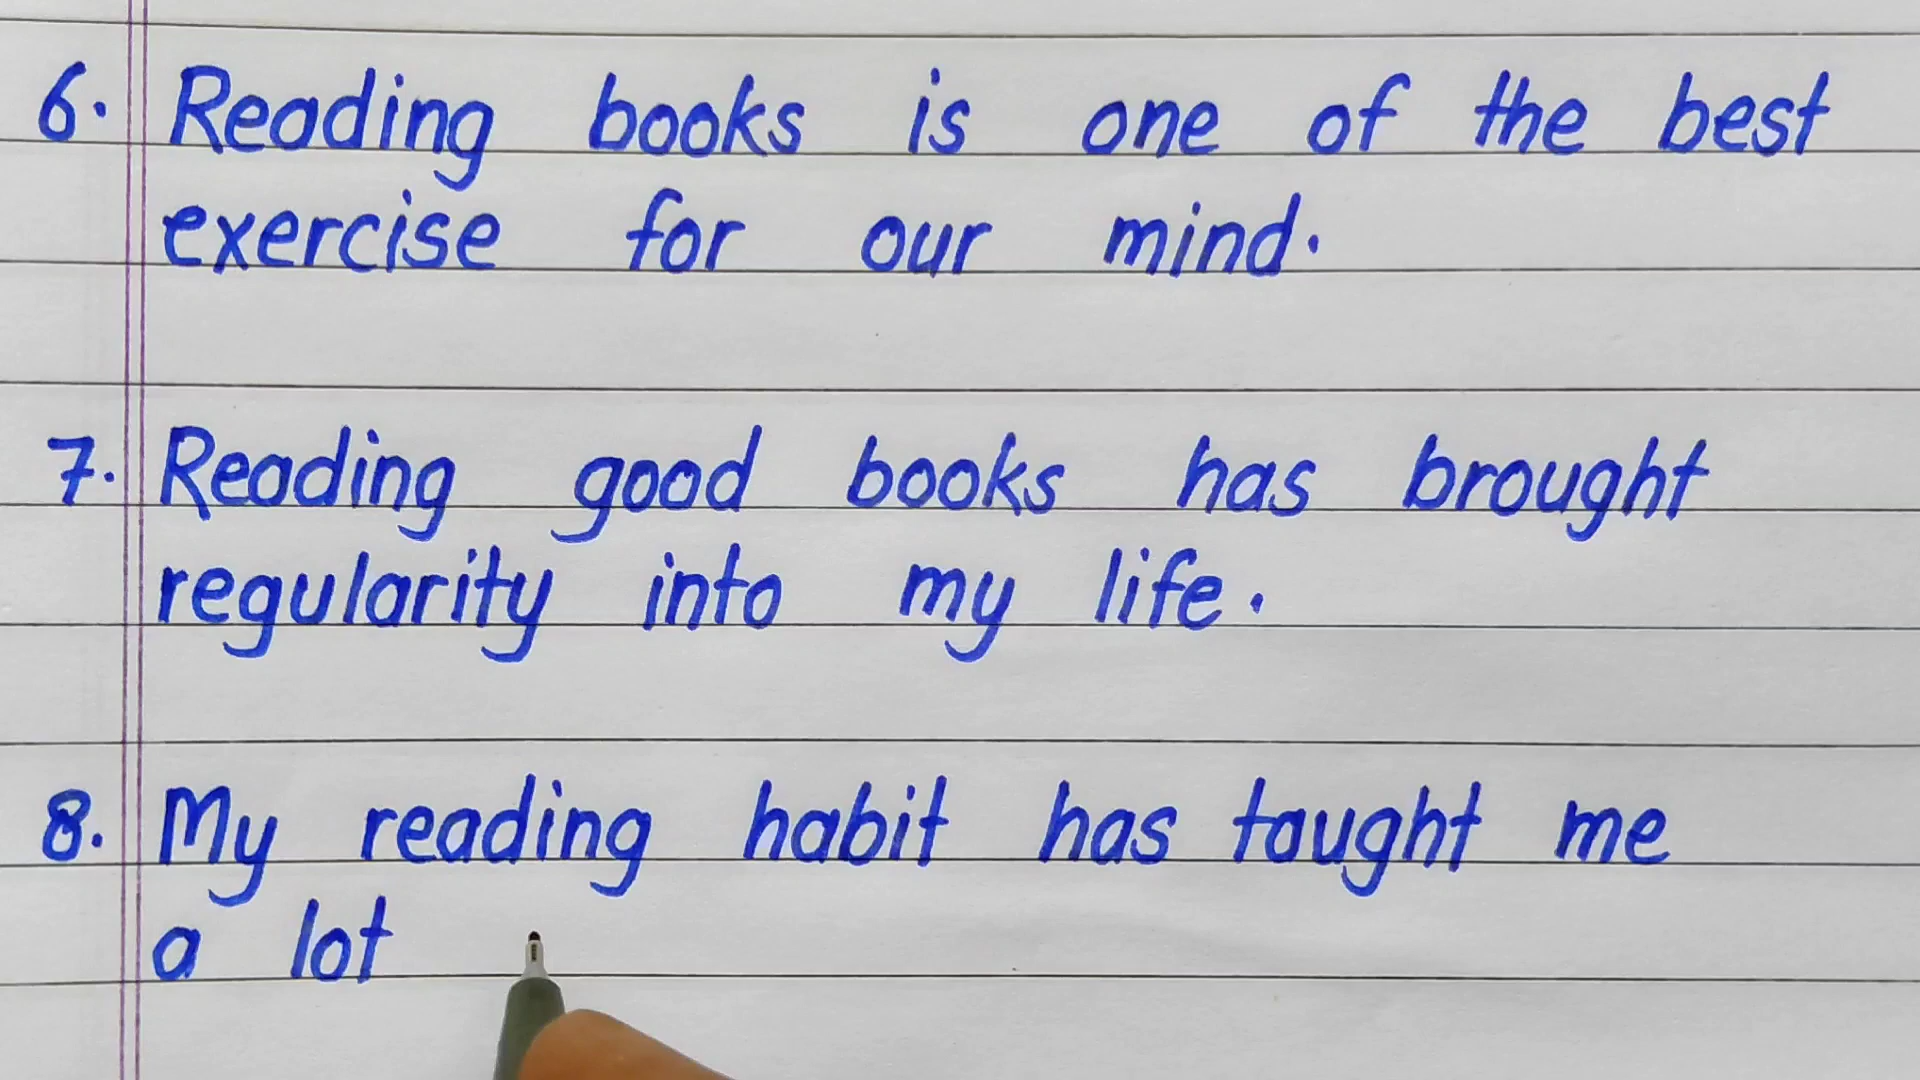 6. Reading books is one of the best
exercise for our mind.
7. Reading good books has brought
regularity into my life.
8. My reading habit has taught me
a lot